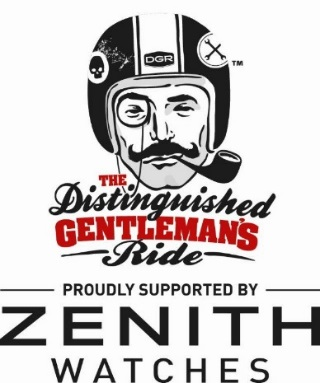 DGR
TM
THE
Distinguished
GENTLEMAN'S
Ride
PROUDLY SUPPORTED BY
ZENITH
WATCHES